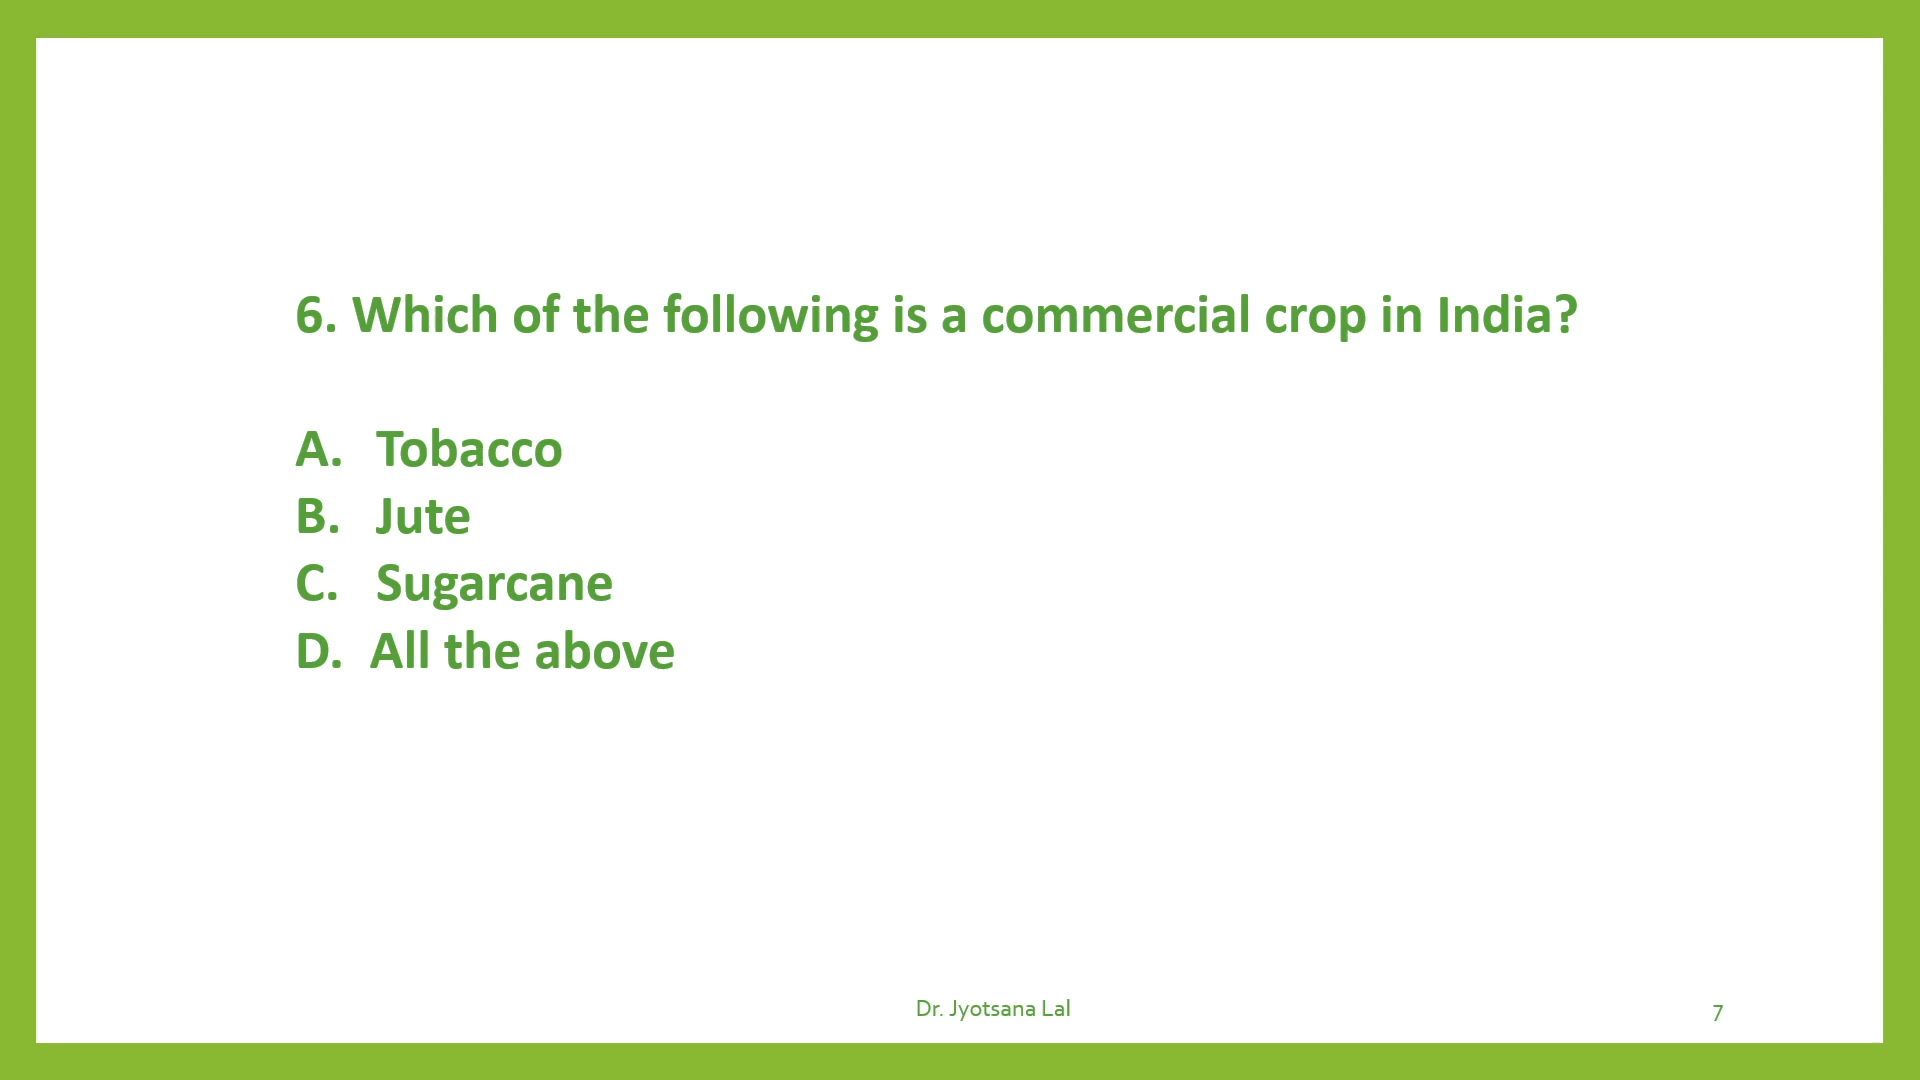 6. Which of the following is a commercial crop in India?
A. Tobacco
B. Jute
C. Sugarcane
D. All the above
Dr. Jyotsana Lal
7